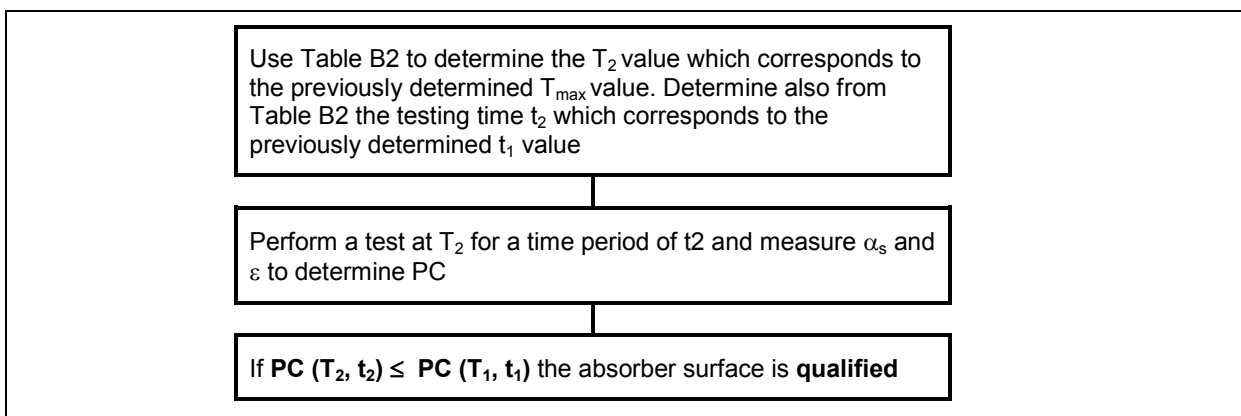 Use Table B2 to determine the T₂ value which corresponds to
the previously determined Tₘₐₓ value. Determine also from
Table B2 the testing time t₂ which corresponds to the
previously determined t₁ value
Perform a test at T₂ for a time period of t2 and measure αₛ and
ε to determine PC
If PC (T₂, t₂) ≤ PC (T₁, t₁) the absorber surface is qualified